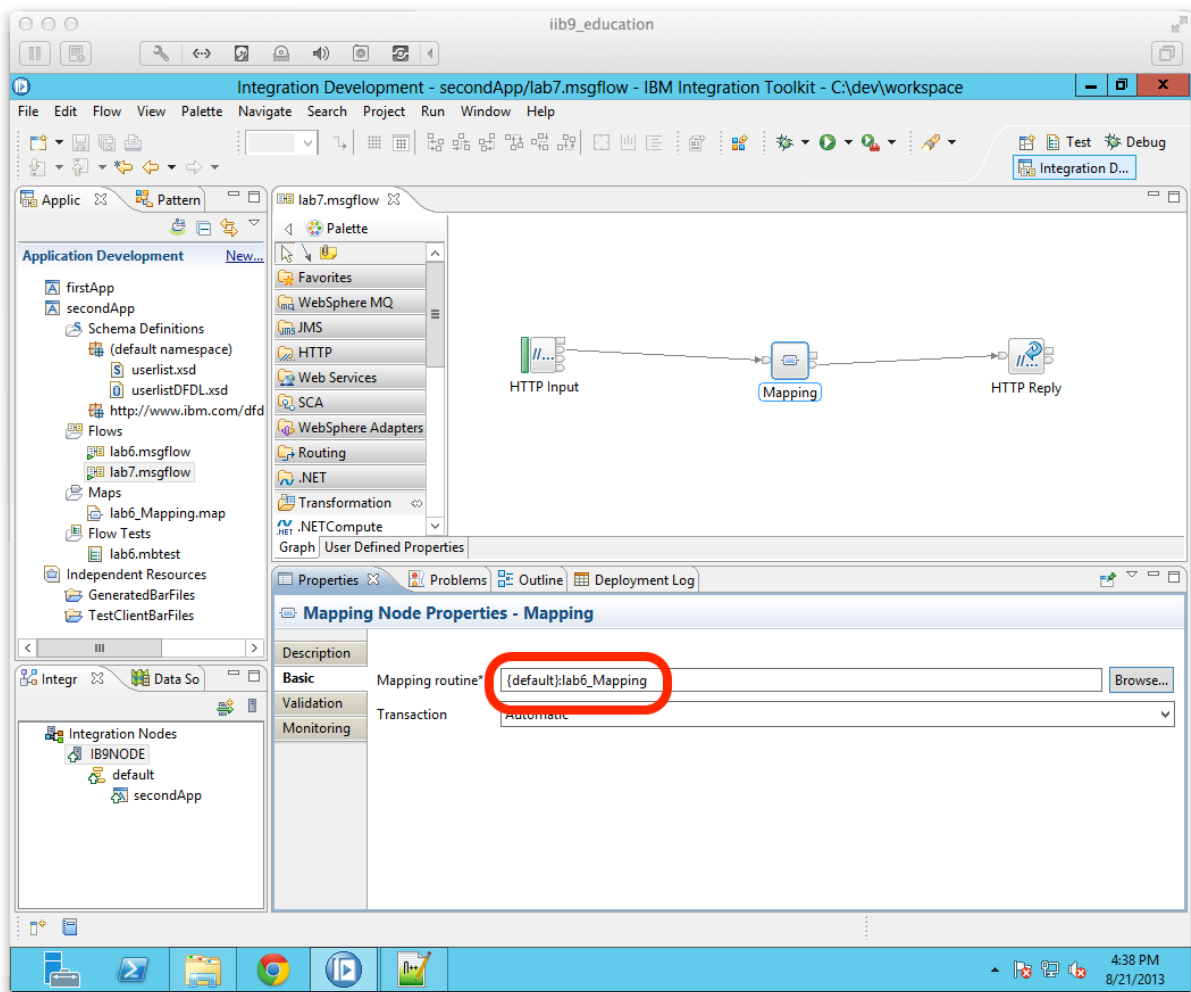 iib9_education
Integration Development - secondApp/lab7.msgflow - IBM Integration Toolkit - C:\dev\workspace
File Edit Flow View Palette Navigate Search Project Run Window Help
Test Debug
Integration D...
Applic Pattern
lab7.msgflow
Palette
Application Development New...
Favorites
firstApp
WebSphere MQ
secondApp
JMS
Schema Definitions
HTTP
(default namespace)
Web Services
userlist.xsd
SCA
userlistDFDL.xsd
WebSphere Adapters
http://www.ibm.com/dfd
Routing
Flows
.NET
lab6.msgflow
Transformation
lab7.msgflow
.NETCompute
Maps
lab6_Mapping.map
Flow Tests
lab6.mbtest
Graph User Defined Properties
HTTP Input
Mapping
HTTP Reply
Independent Resources
GeneratedBarFiles
TestClientBarFiles
Properties Problems Outline Deployment Log
Mapping Node Properties - Mapping
Description
Basic
Validation
Monitoring
Mapping routine* {default}:lab6_Mapping Browse...
Transaction Automatic
Integr Data So
Integration Nodes
IB9NODE
default
secondApp
4:38 PM
8/21/2013